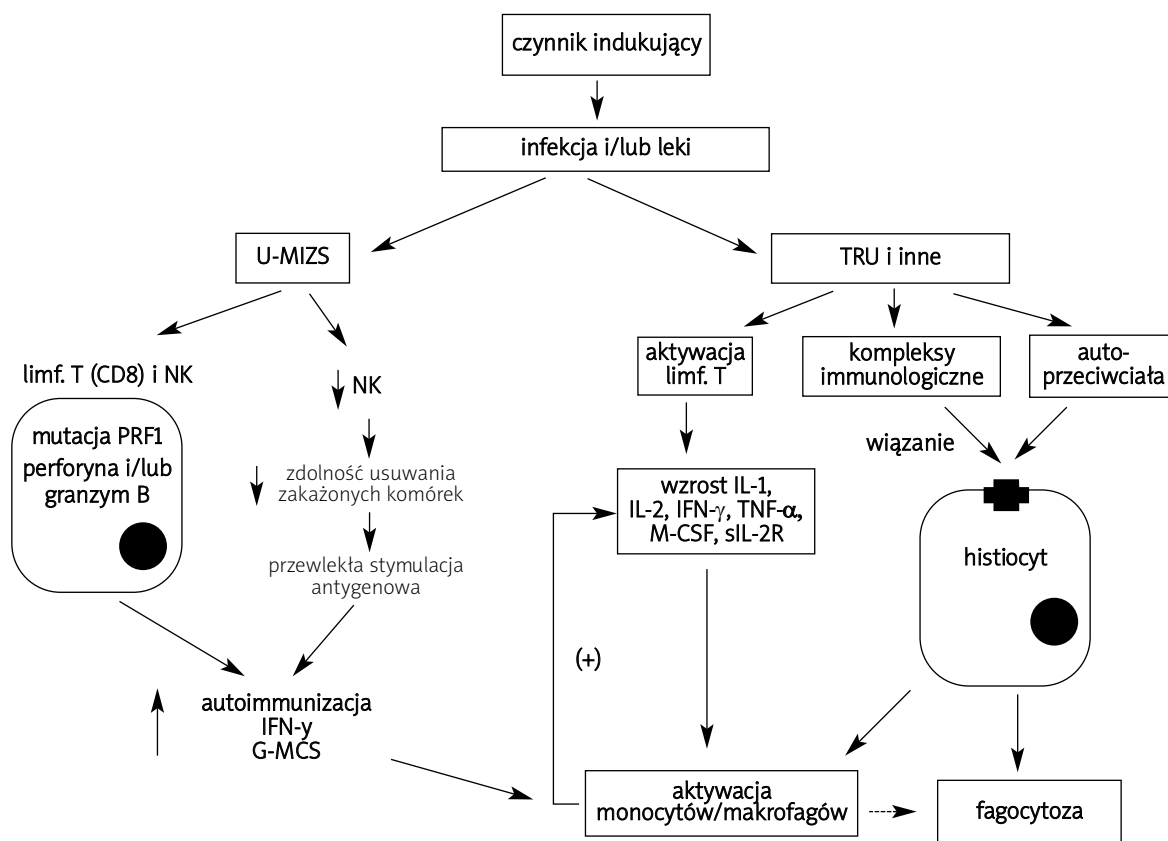 czynnik indukujący
infekcja i/lub leki
U-MIZS
TRU i inne
limf. T (CD8) i NK
mutacja PRF1
perforyna i/lub
granzym B
NK
zdolność usuwania
zakażonych komórek
przewlekła stymulacja
antygenowa
autoimmunizacja
IFN-y
G-MCS
aktywacja
limf. T
kompleksy
immunologiczne
auto-
przeciwciała
wiązanie
wzrost IL-1,
IL-2, IFN-γ, TNF-α,
M-CSF, sIL-2R
histiocyt
(+)
aktywacja
monocytów/makrofagów
fagocytoza